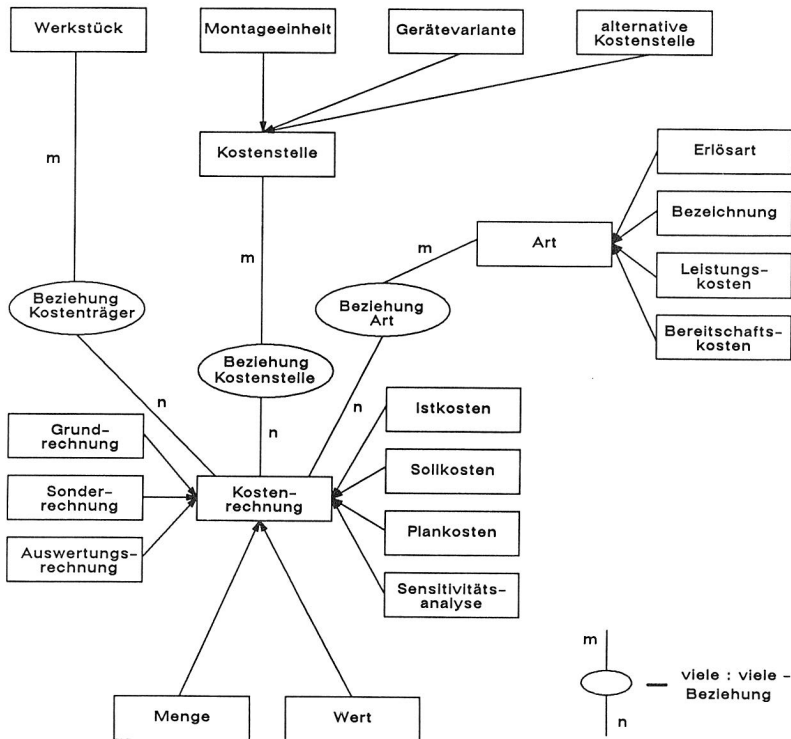 Werkstück
Montageeinheit
Gerätevariante
alternative
Kostenstelle
m
Kostenstelle
Erlösart
Bezeichnung
m
Art
m
Leistungs-
kosten
Beziehung
Kostenträger
Beziehung
Art
Bereitschafts-
kosten
Beziehung
Kostenstelle
n
n
n
Istkosten
Grund-
rechnung
Sollkosten
Sonder-
rechnung
Kosten-
rechnung
Plankosten
Auswertungs-
rechnung
Sensitivitäts-
analyse
m
viele : viele -
Beziehung
n
Menge
Wert